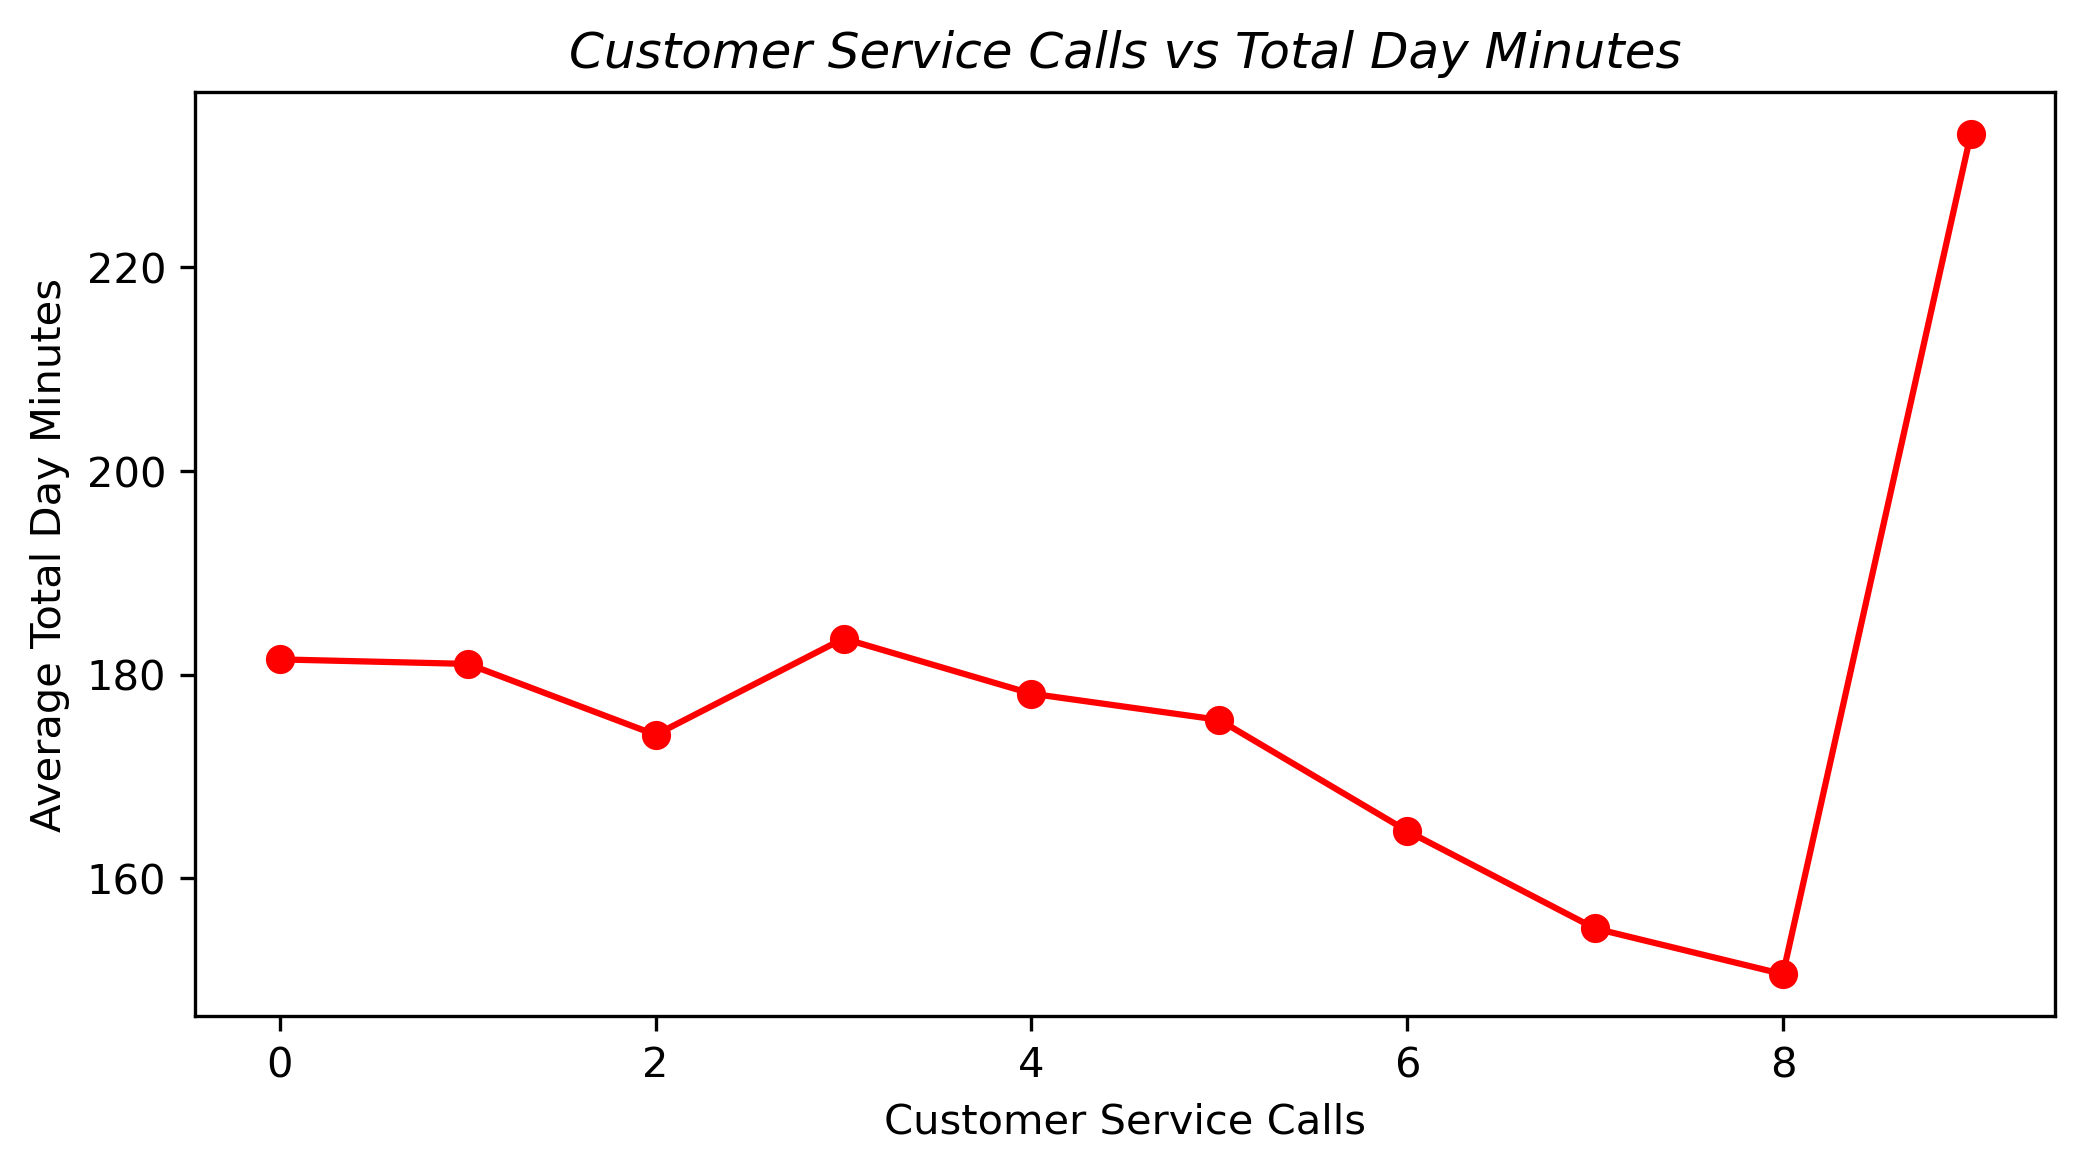 Customer Service Calls vs Total Day Minutes
Average Total Day Minutes
220
200
180
160
0 2 4 6 8
Customer Service Calls